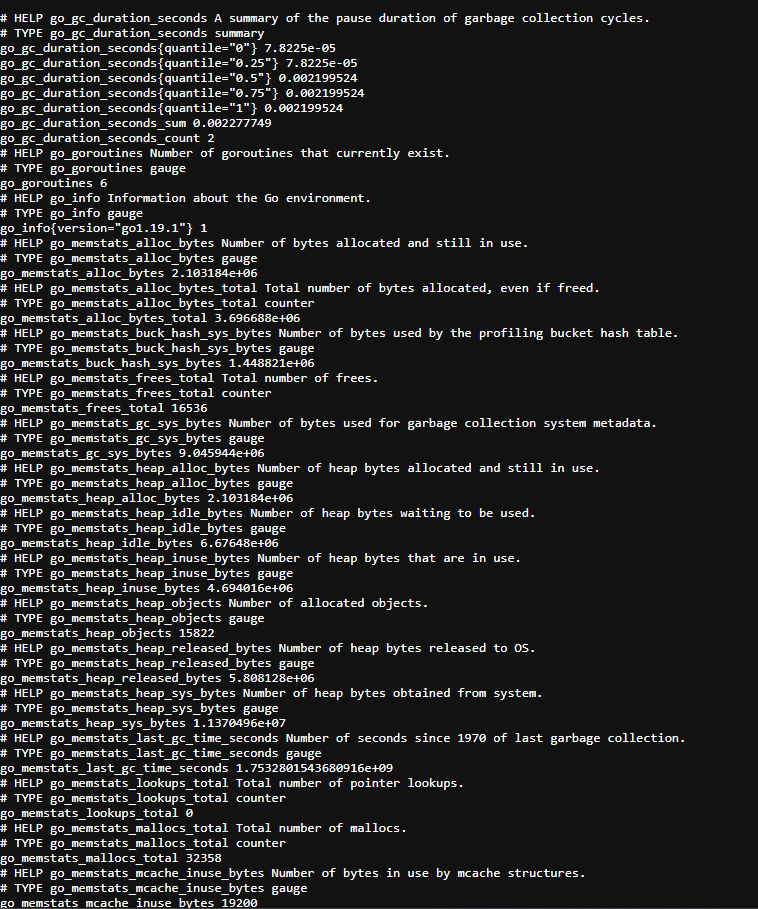 # HELP go_gc_duration_seconds A summary of the pause duration of garbage collection cycles.
# TYPE go_gc_duration_seconds summary
go_gc_duration_seconds{quantile="0"} 7.8225e-05
go_gc_duration_seconds{quantile="0.25"} 7.8225e-05
go_gc_duration_seconds{quantile="0.5"} 0.002199524
go_gc_duration_seconds{quantile="0.75"} 0.002199524
go_gc_duration_seconds{quantile="1"} 0.002199524
go_gc_duration_seconds_sum 0.002277749
go_gc_duration_seconds_count 2
# HELP go_goroutines Number of goroutines that currently exist.
# TYPE go_goroutines gauge
go_goroutines 6
# HELP go_info Information about the Go environment.
# TYPE go_info gauge
go_info{version="go1.19.1"} 1
# HELP go_memstats_alloc_bytes Number of bytes allocated and still in use.
# TYPE go_memstats_alloc_bytes gauge
go_memstats_alloc_bytes 2.103184e+06
# HELP go_memstats_alloc_bytes_total Total number of bytes allocated, even if freed.
# TYPE go_memstats_alloc_bytes_total counter
go_memstats_alloc_bytes_total 3.696688e+06
# HELP go_memstats_buck_hash_sys_bytes Number of bytes used by the profiling bucket hash table.
# TYPE go_memstats_buck_hash_sys_bytes gauge
go_memstats_buck_hash_sys_bytes 1.448821e+06
# HELP go_memstats_frees_total Total number of frees.
# TYPE go_memstats_frees_total counter
go_memstats_frees_total 16536
# HELP go_memstats_gc_sys_bytes Number of bytes used for garbage collection system metadata.
# TYPE go_memstats_gc_sys_bytes gauge
go_memstats_gc_sys_bytes 9.045944e+06
# HELP go_memstats_heap_alloc_bytes Number of heap bytes allocated and still in use.
# TYPE go_memstats_heap_alloc_bytes gauge
go_memstats_heap_alloc_bytes 2.103184e+06
# HELP go_memstats_heap_idle_bytes Number of heap bytes waiting to be used.
# TYPE go_memstats_heap_idle_bytes gauge
go_memstats_heap_idle_bytes 6.67648e+06
# HELP go_memstats_heap_inuse_bytes Number of heap bytes that are in use.
# TYPE go_memstats_heap_inuse_bytes gauge
go_memstats_heap_inuse_bytes 4.694016e+06
# HELP go_memstats_heap_objects Number of allocated objects.
# TYPE go_memstats_heap_objects gauge
go_memstats_heap_objects 15822
# HELP go_memstats_heap_released_bytes Number of heap bytes released to OS.
# TYPE go_memstats_heap_released_bytes gauge
go_memstats_heap_released_bytes 5.808128e+06
# HELP go_memstats_heap_sys_bytes Number of heap bytes obtained from system.
# TYPE go_memstats_heap_sys_bytes gauge
go_memstats_heap_sys_bytes 1.1370496e+07
# HELP go_memstats_last_gc_time_seconds Number of seconds since 1970 of last garbage collection.
# TYPE go_memstats_last_gc_time_seconds gauge
go_memstats_last_gc_time_seconds 1.7532801543680916e+09
# HELP go_memstats_lookups_total Total number of pointer lookups.
# TYPE go_memstats_lookups_total counter
go_memstats_lookups_total 0
# HELP go_memstats_mallocs_total Total number of mallocs.
# TYPE go_memstats_mallocs_total counter
go_memstats_mallocs_total 32358
# HELP go_memstats_mcache_inuse_bytes Number of bytes in use by mcache structures.
# TYPE go_memstats_mcache_inuse_bytes gauge
go_memstats_mcache_inuse_bytes 19200